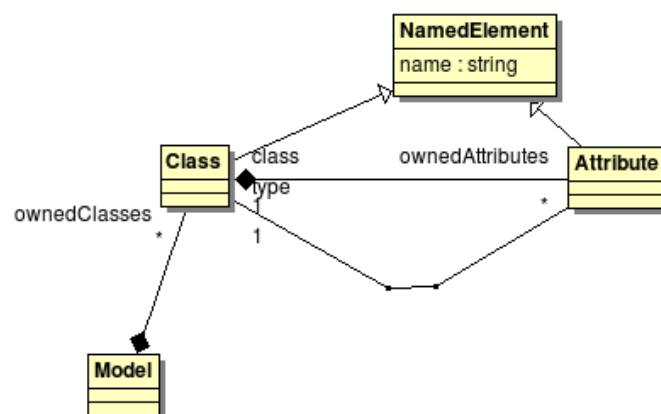 NamedElement
name : string
Class
class
ownedAttributes
Attribute
type
1
ownedClasses
*
*
1
Model